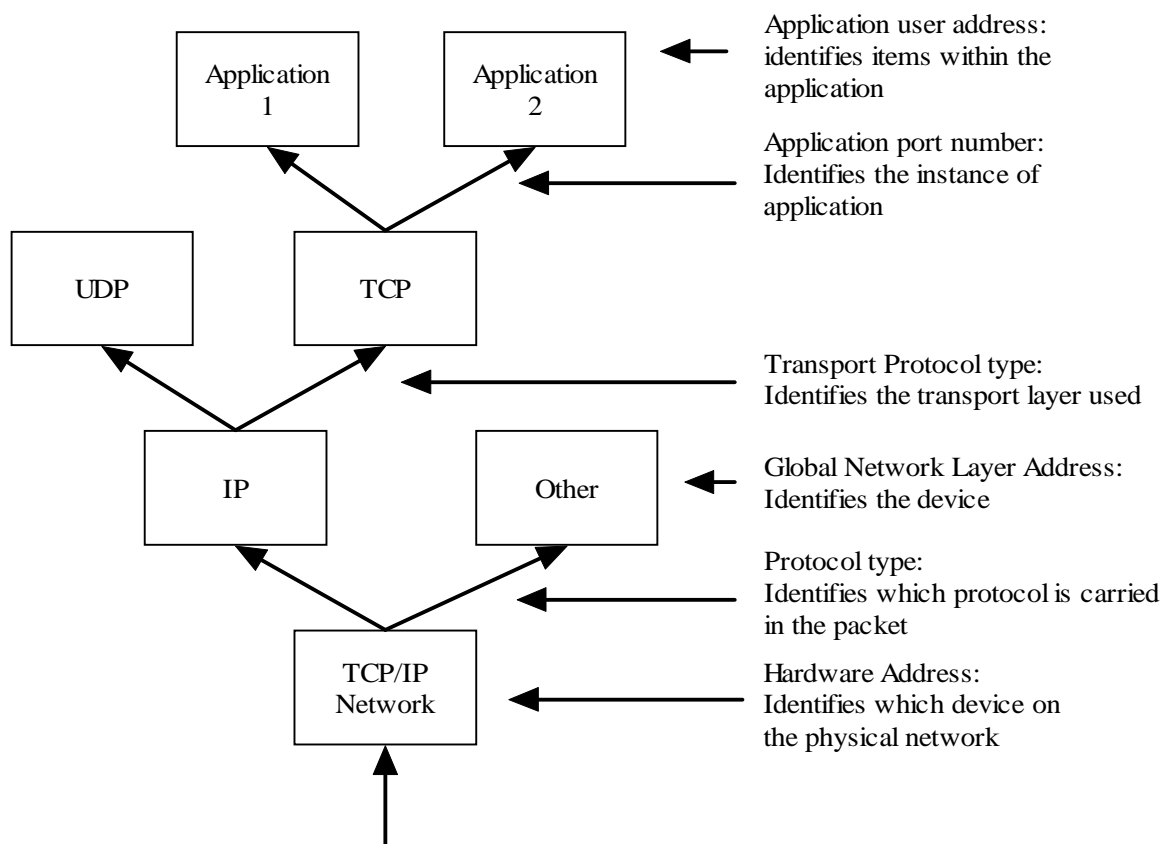 Application
1
Application
2
Application user address:
identifies items within the
application
Application port number:
Identifies the instance of
application
UDP
TCP
Transport Protocol type:
Identifies the transport layer used
IP
Other
Global Network Layer Address:
Identifies the device
Protocol type:
Identifies which protocol is carried
in the packet
TCP/IP
Network
Hardware Address:
Identifies which device on
the physical network